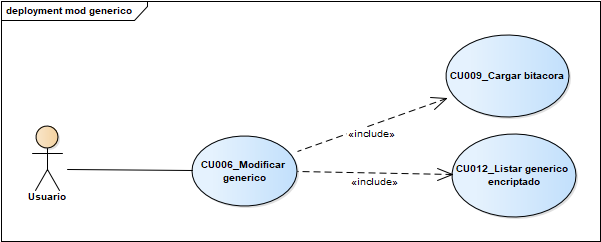 deployment mod generico
CU009_Cargar bitacora
«include»
CU006_Modificar
generico
CU012_Listar generico
encriptado
«include»
Usuario